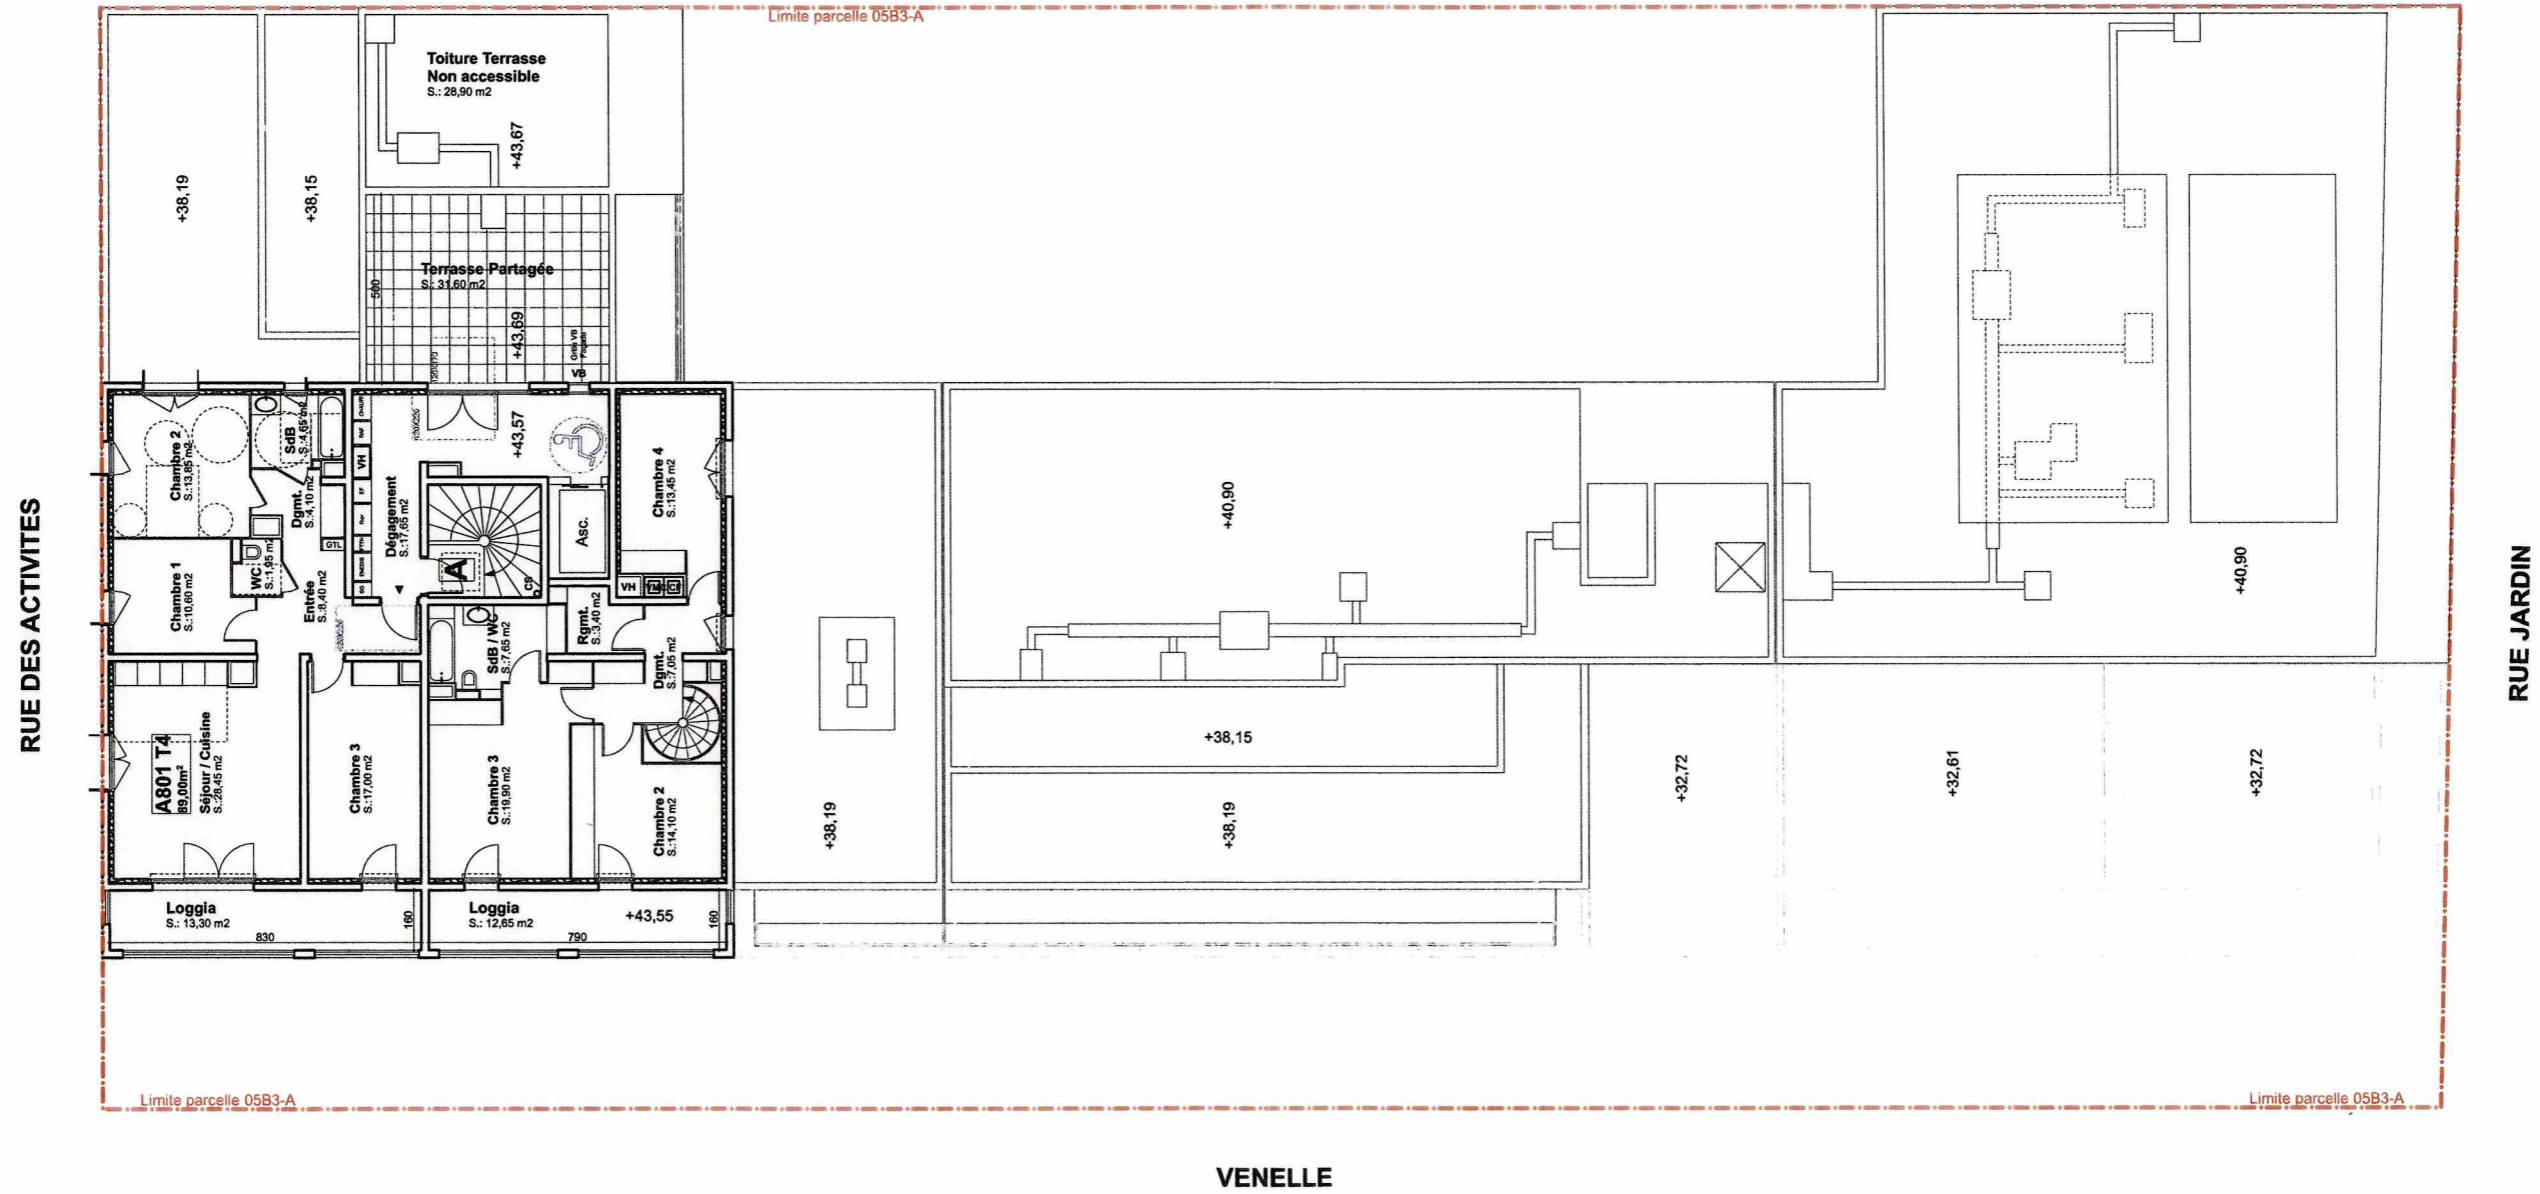 Limite parcelle 05B3-A
Toiture Terrasse
Non accessible
S.: 28,90 m2
+43,67
+38,19
+38,15
Terrasse Partagée
S.: 31,60 m2
500
+43,69
120X170
Grille VB
Façade
VB
Chambre 2
S.:13,85 m2
SdB
S.:4,65 m2
Dgmt.
S.:4,10 m2
GTL
VH
Dégagement
S.:17,65 m2
+43,57
Asc.
A
CS
Chambre 4
S.:13,45 m2
VH
Chambre 1
S.:10,60 m2
WC
S.:1,95 m2
Entrée
S.:8,40 m2
SdB / WC
S.:7,65 m2
Rgmt.
S.:3,40 m2
Dgmt.
S.:7,05 m2
A801 T4
89,00m²
Séjour / Cuisine
S.:28,45 m2
Chambre 3
S.:17,00 m2
Chambre 3
S.:19,90 m2
Chambre 2
S.:14,10 m2
Loggia
S.: 13,30 m2
830
160
Loggia
S.: 12,65 m2
+43,55
790
160
+38,19
+40,90
+38,15
+38,19
+32,72
+32,61
+32,72
+40,90
RUE DES ACTIVITES
RUE JARDIN
Limite parcelle 05B3-A
Limite parcelle 05B3-A
VENELLE